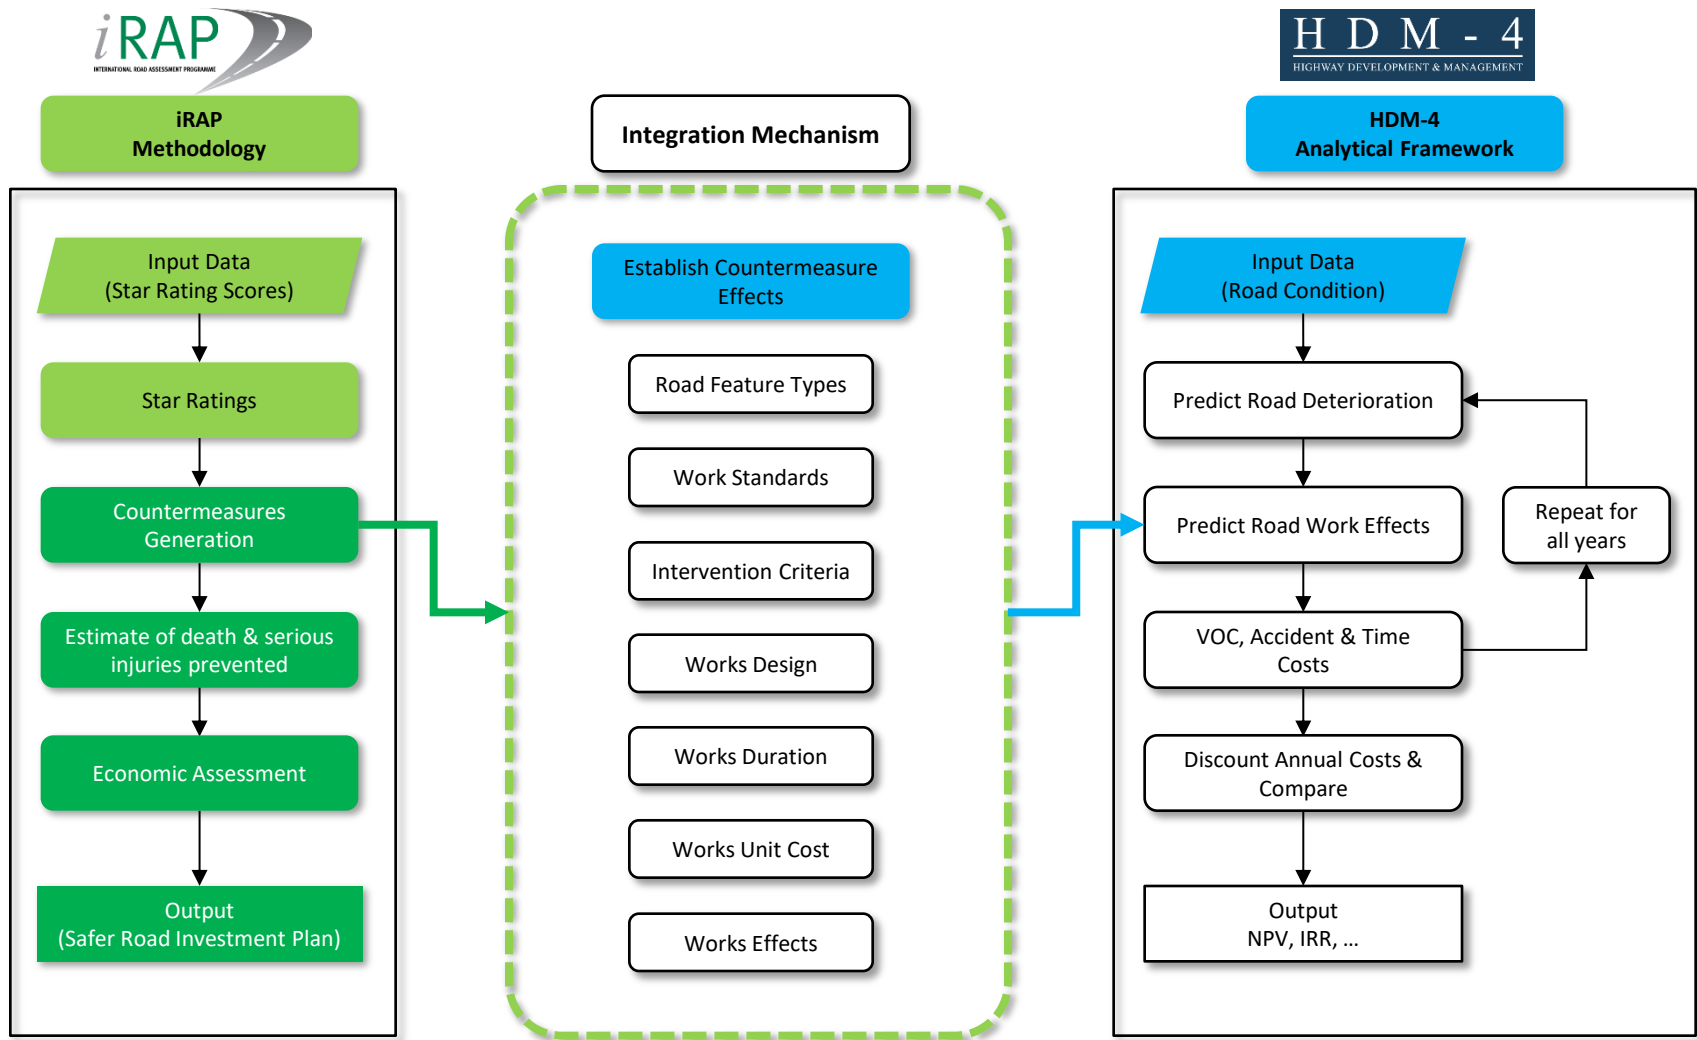 iRAP
INTERNATIONAL ROAD ASSESSMENT PROGRAMME
HDM-4
HIGHWAY DEVELOPMENT & MANAGEMENT
iRAP
Methodology
Integration Mechanism
HDM-4
Analytical Framework
Input Data
(Star Rating Scores)
Star Ratings
Countermeasures
Generation
Estimate of death & serious
injuries prevented
Economic Assessment
Output
(Safer Road Investment Plan)
Establish Countermeasure
Effects
Road Feature Types
Work Standards
Intervention Criteria
Works Design
Works Duration
Works Unit Cost
Works Effects
Input Data
(Road Condition)
Predict Road Deterioration
Predict Road Work Effects
Repeat for
all years
VOC, Accident & Time
Costs
Discount Annual Costs &
Compare
Output
NPV, IRR, ...